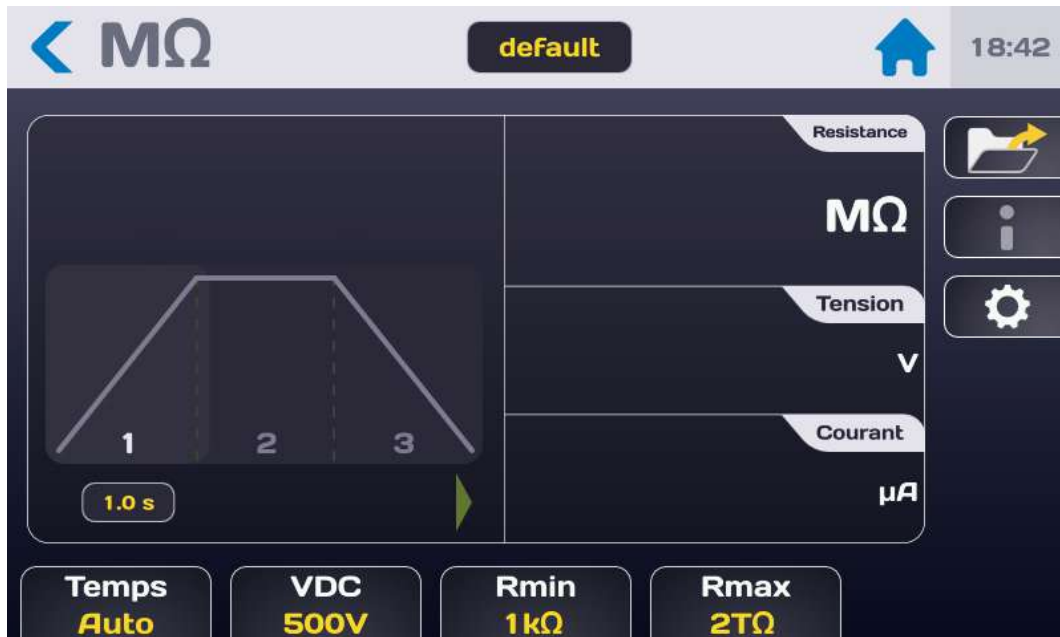 MΩ
default
18:42
Resistance
MΩ
Tension
V
Courant
µA
1
2
3
1.0 s
Temps
Auto
VDC
500V
Rmin
1kΩ
Rmax
2TΩ